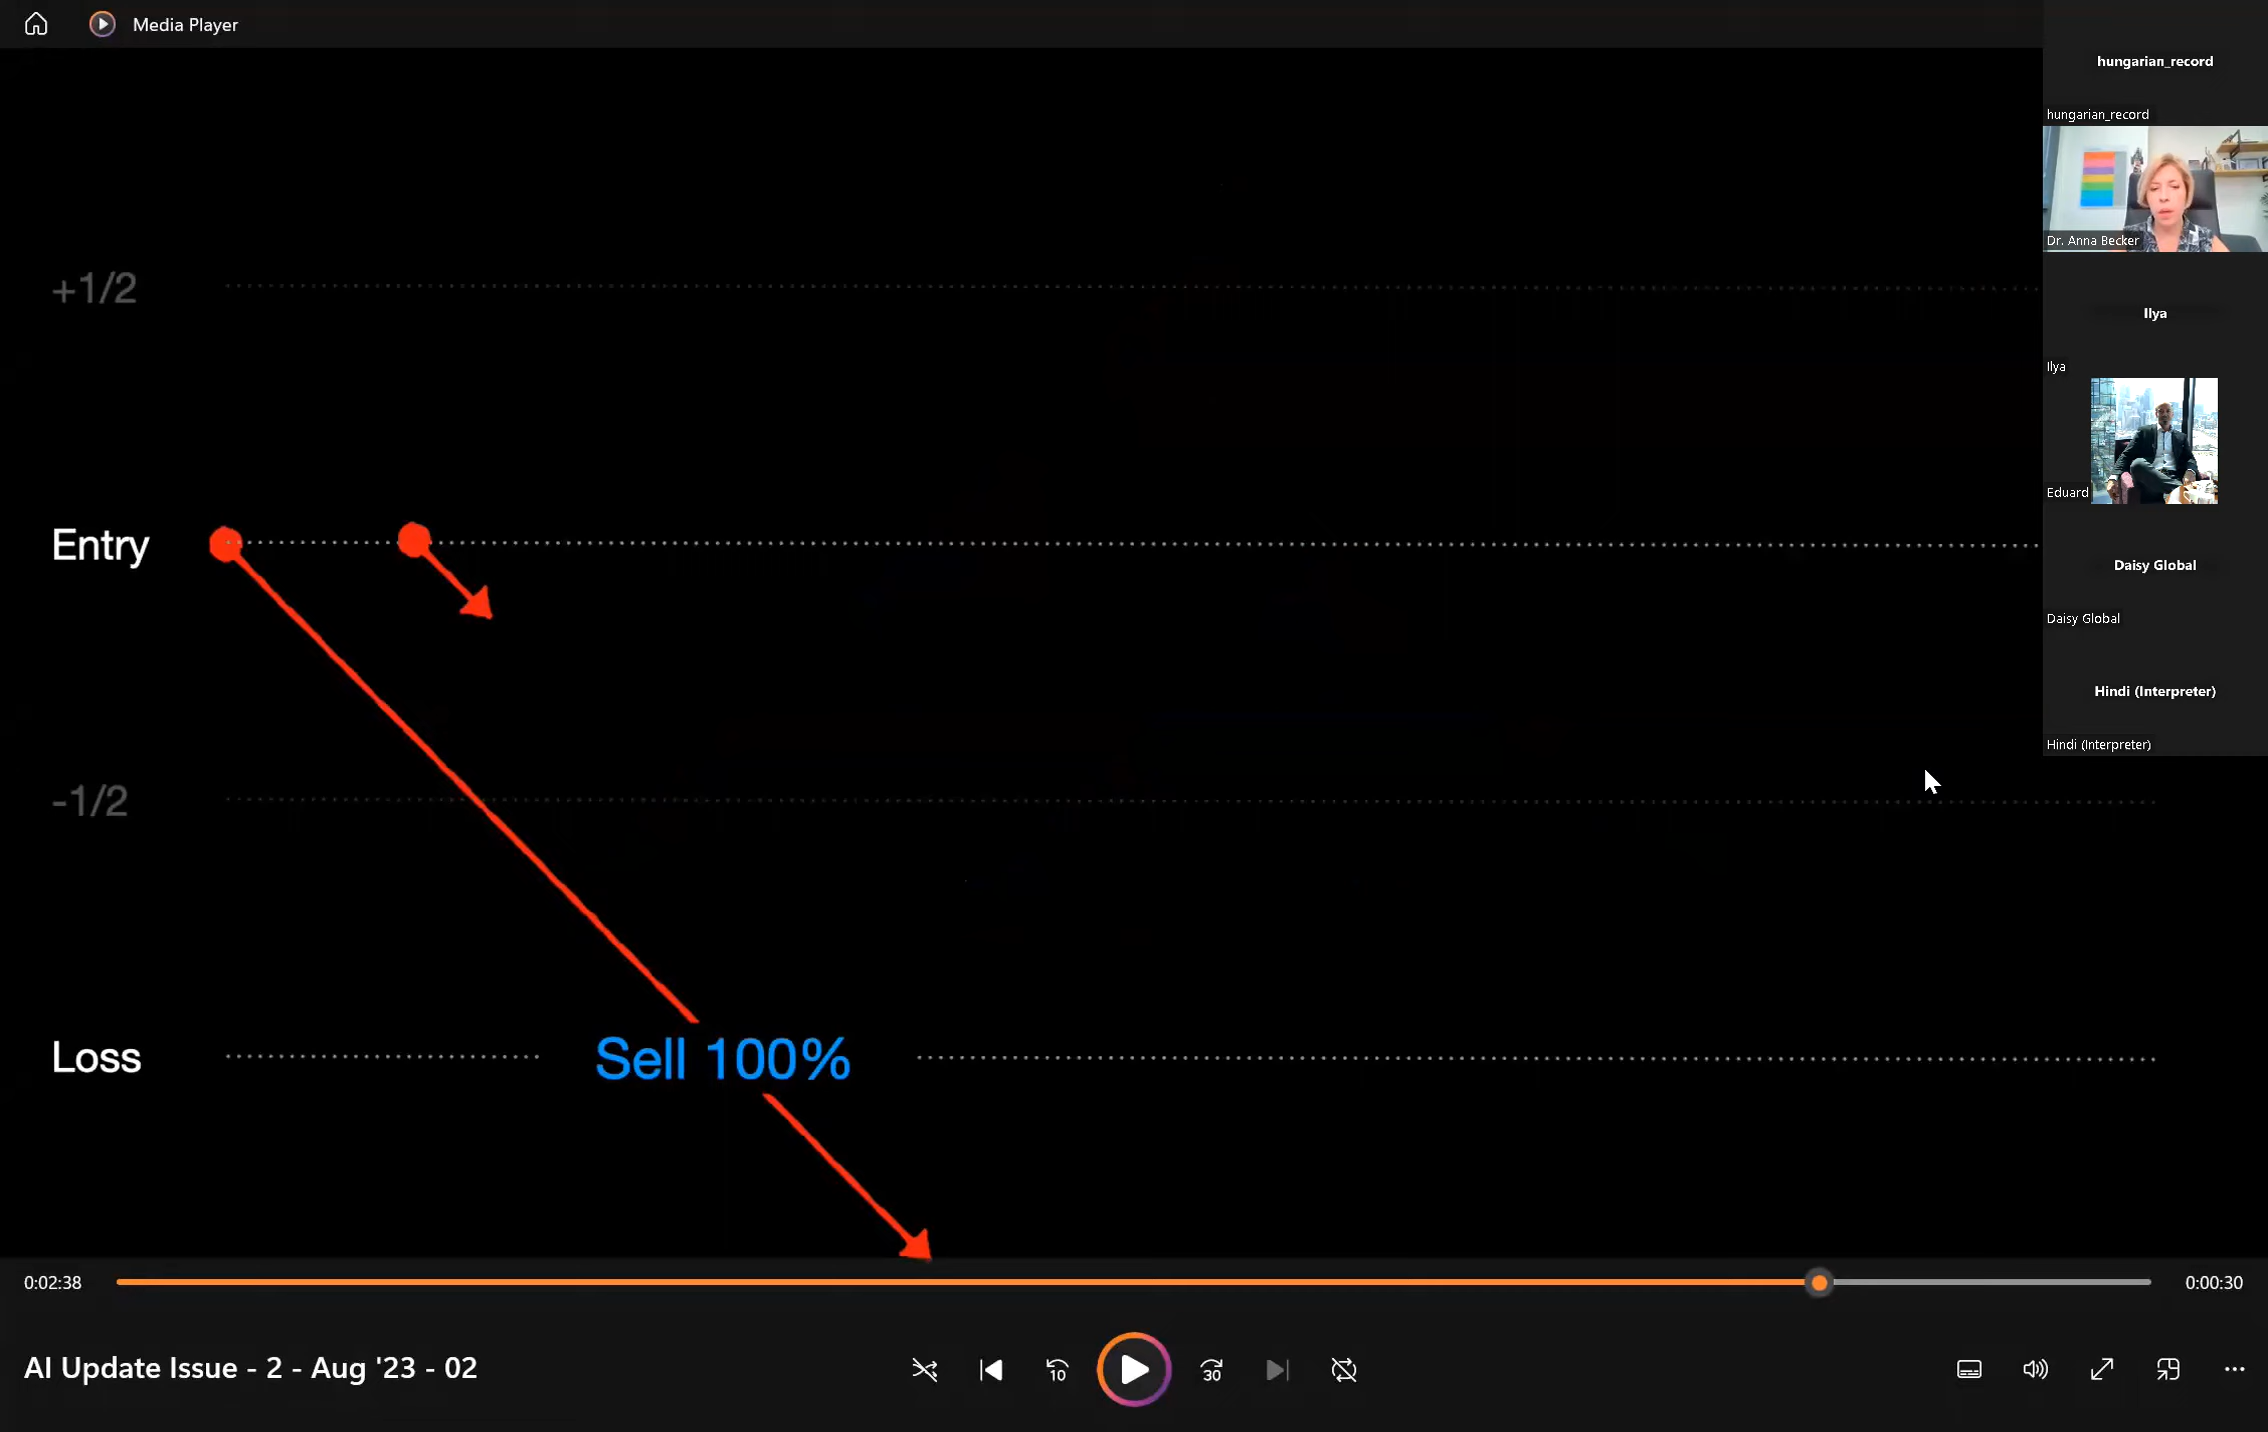 Media Player
hungarian_record
hungarian_record
Dr. Anna Becker
+1/2
Ilya
Ilya
Eduard
Entry
Daisy Global
Daisy Global
Hindi (Interpreter)
Hindi (Interpreter)
-1/2
Loss
Sell 100%
0:02:38
0:00:30
AI Update Issue - 2 - Aug '23 - 02
10
30